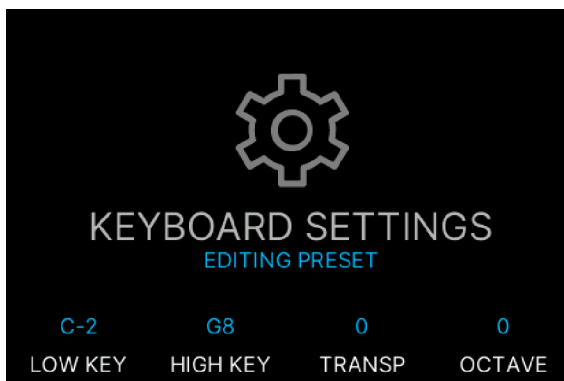 KEYBOARD SETTINGS
EDITING PRESET
C-2 G8 0 0
LOW KEY HIGH KEY TRANSP OCTAVE